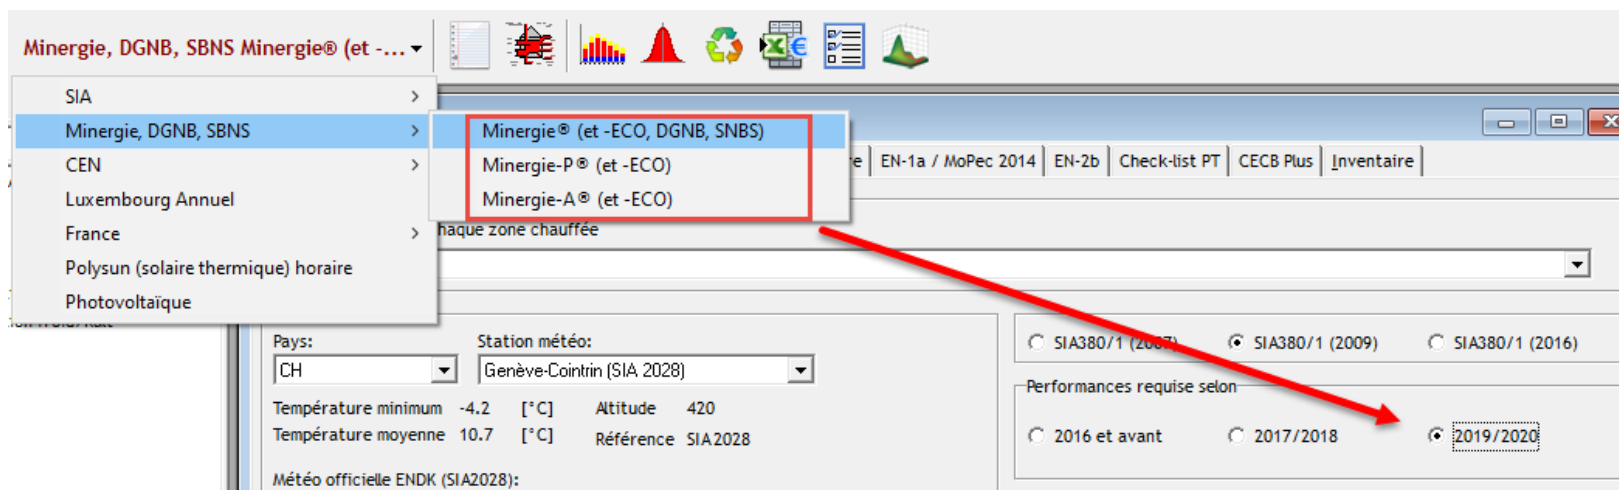 Minergie, DGNB, SBNS Minergie® (et -...
SIA
Minergie, DGNB, SBNS
CEN
Luxembourg Annuel
France
Polysun (solaire thermique) horaire
Photovoltaïque
Minergie® (et -ECO, DGNB, SNBS)
Minergie-P® (et -ECO)
Minergie-A® (et -ECO)
EN-1a / MoPec 2014 EN-2b Check-list PT CECB Plus Inventaire
haque zone chauffée
Pays: Station météo:
CH Genève-Cointrin (SIA 2028)
Température minimum -4.2 [°C] Altitude 420
Température moyenne 10.7 [°C] Référence SIA2028
Météo officielle ENDK (SIA2028):
SIA380/1 (2007) SIA380/1 (2009) SIA380/1 (2016)
Performances requise selon
2016 et avant 2017/2018 2019/2020